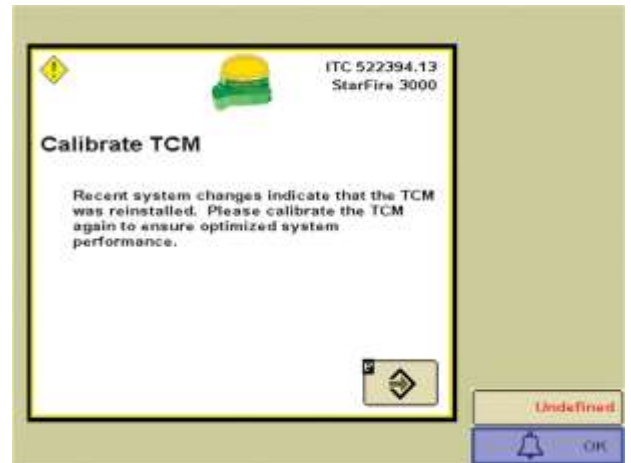 ITC 522394.13
StarFire 3000
Calibrate TCM
Recent system changes indicate that the TCM
was reinstalled. Please calibrate the TCM
again to ensure optimized system
performance.
Undefined
OK